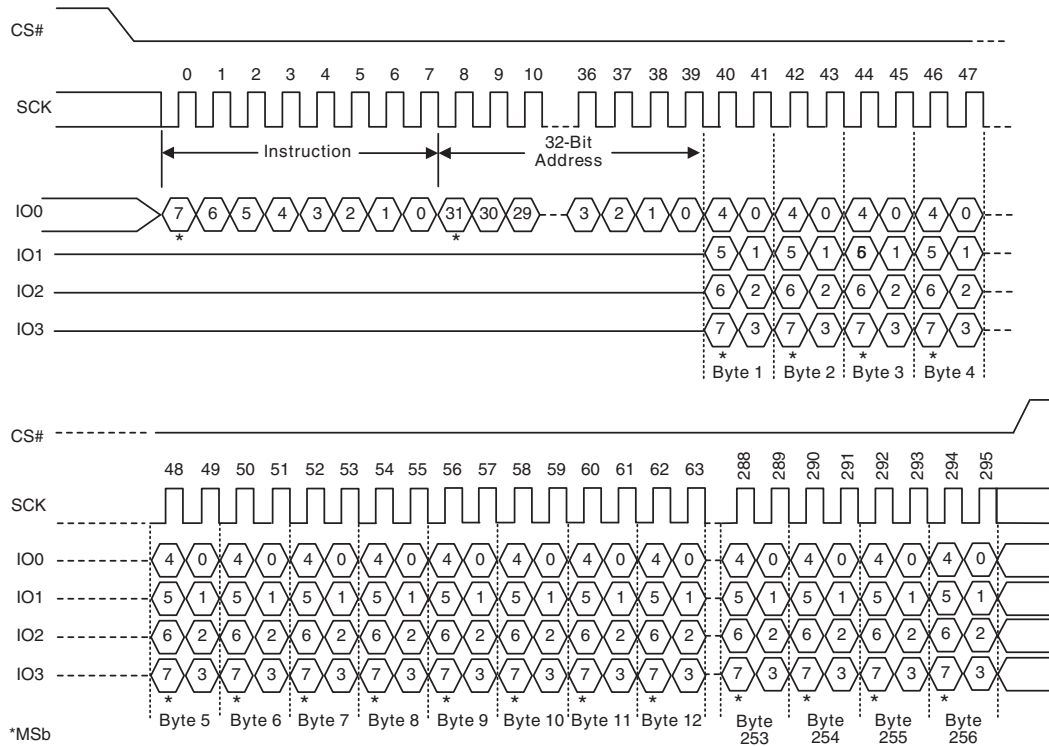 CS#
0 1 2 3 4 5 6 7 8 9 10 36 37 38 39 40 41 42 43 44 45 46 47
SCK
Instruction
32-Bit
Address
IO0 7 6 5 4 3 2 1 0 31 30 29 3 2 1 0 4 0 4 0 4 0 4 0
* *
IO1 5 1 5 1 6 1 5 1
IO2 6 2 6 2 6 2 6 2
IO3 7 3 7 3 7 3 7 3
* * * *
Byte 1 Byte 2 Byte 3 Byte 4
CS#
48 49 50 51 52 53 54 55 56 57 58 59 60 61 62 63 288 289 290 291 292 293 294 295
SCK
IO0 4 0 4 0 4 0 4 0 4 0 4 0 4 0 4 0 4 0 4 0 4 0 4 0
IO1 5 1 5 1 5 1 5 1 5 1 5 1 5 1 5 1 5 1 5 1 5 1 5 1
IO2 6 2 6 2 6 2 6 2 6 2 6 2 6 2 6 2 6 2 6 2 6 2 6 2
IO3 7 3 7 3 7 3 7 3 7 3 7 3 7 3 7 3 7 3 7 3 7 3 7 3
* * * * * * * * * * * *
Byte 5 Byte 6 Byte 7 Byte 8 Byte 9 Byte 10 Byte 11 Byte 12 Byte 253 Byte 254 Byte 255 Byte 256
*MSb